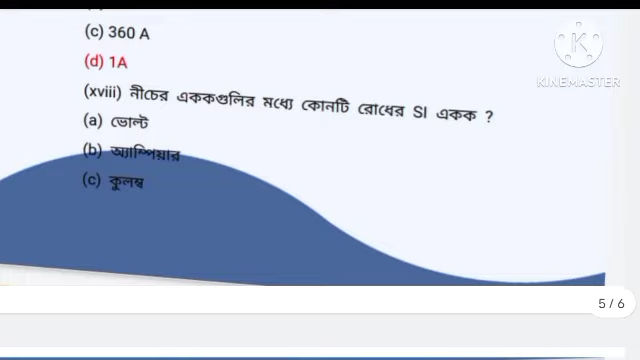 (c) 360 A
(d) 1A
(xviii) নীচের এককগুলির মধ্যে কোনটি রোধের SI একক ?
(a) ভোল্ট
(b) অ্যাম্পিয়ার
(c) কুলম্ব
K
KINEMASTER
5 / 6